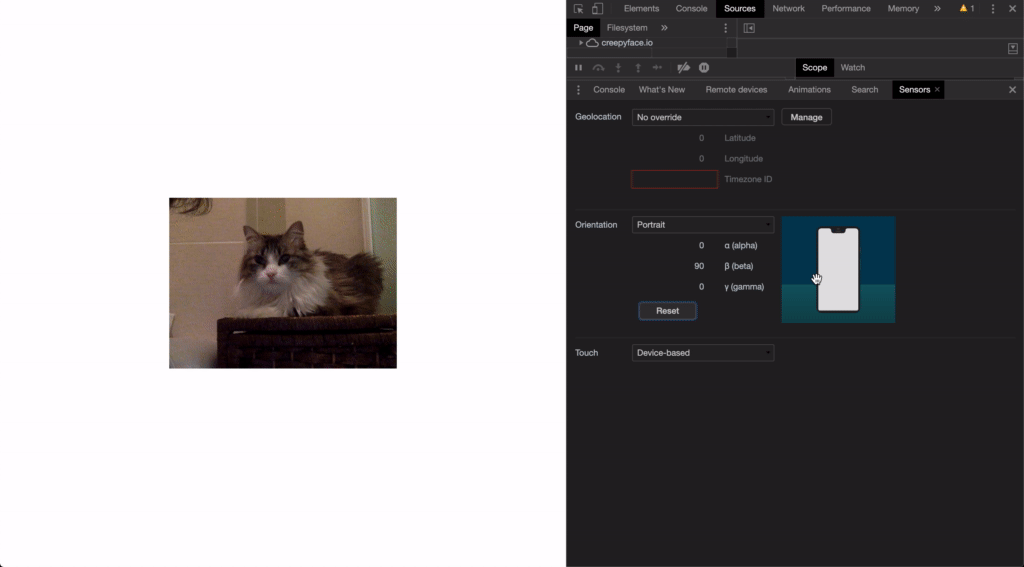 Elements Console Sources Network Performance Memory » 1
Page Filesystem »
creepyface.io
Scope Watch
Console What's New Remote devices Animations Search Sensors ×
Geolocation No override Manage
0 Latitude
0 Longitude
Timezone ID
Orientation Portrait
0 α (alpha)
90 β (beta)
0 γ (gamma)
Reset
Touch Device-based